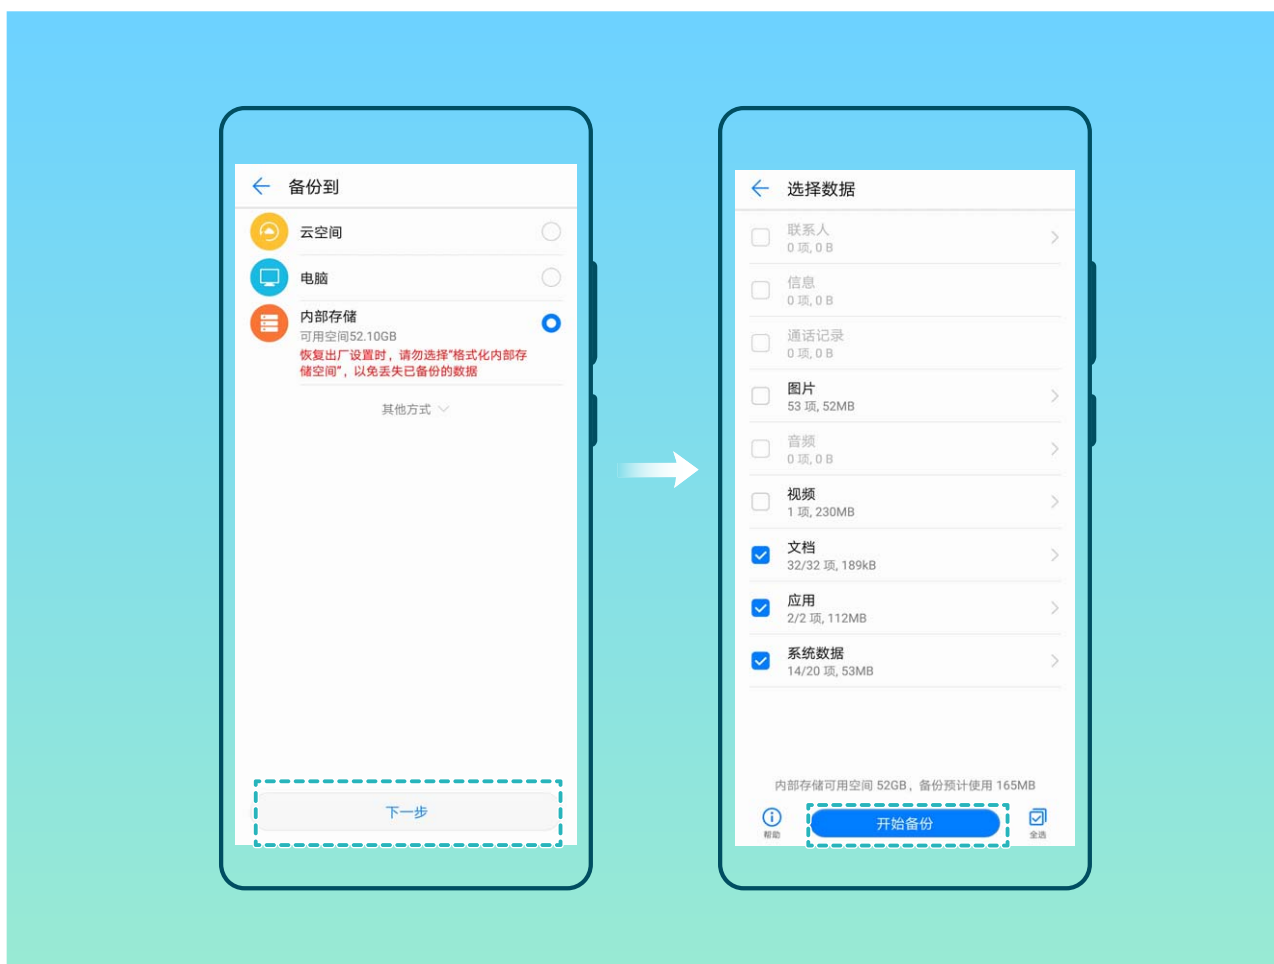 备份到
云空间
电脑
内部存储
可用空间52.10GB
恢复出厂设置时，请勿选择“格式化内部存
储空间”，以免丢失已备份的数据
其他方式
下一步
选择数据
联系人
0 项, 0 B
信息
0 项, 0 B
通话记录
0 项, 0 B
图片
53 项, 52MB
音频
0 项, 0 B
视频
1 项, 230MB
文档
32/32 项, 189kB
应用
2/2 项, 112MB
系统数据
14/20 项, 53MB
内部存储可用空间 52GB，备份预计使用 165MB
帮助
开始备份
全选